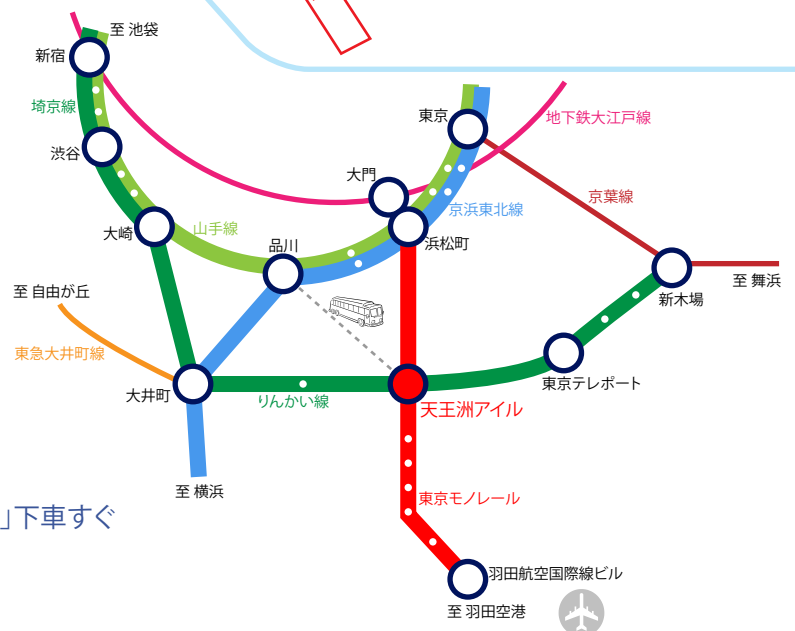 至 池袋
新宿
埼京線
東京
地下鉄大江戸線
渋谷
大門
京葉線
京浜東北線
大崎
山手線
品川
浜松町
至 舞浜
至 自由が丘
新木場
東急大井町線
東京テレポート
大井町
りんかい線
天王洲アイル
至 横浜
東京モノレール
」下車すぐ
羽田航空国際線ビル
至 羽田空港